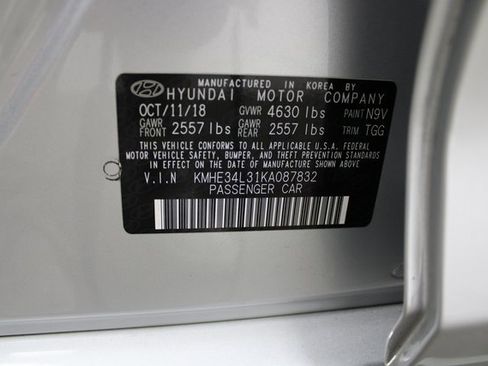 MANUFACTURED IN KOREA BY
HYUNDAI MOTOR COMPANY
OCT/11/18 GVWR 4630 lbs PAINT N9V
GAWR FRONT 2557 lbs GAWR REAR 2557 lbs TRIM TGG
THIS VEHICLE CONFORMS TO ALL APPLICABLE U.S.A. FEDERAL
MOTOR VEHICLE SAFETY, BUMPER, AND THEFT PREVENTION STANDARDS
IN EFFECT ON THE DATE OF MANUFACTURE SHOWN ABOVE.
V.I.N KMHE34L31KA087832
PASSENGER CAR